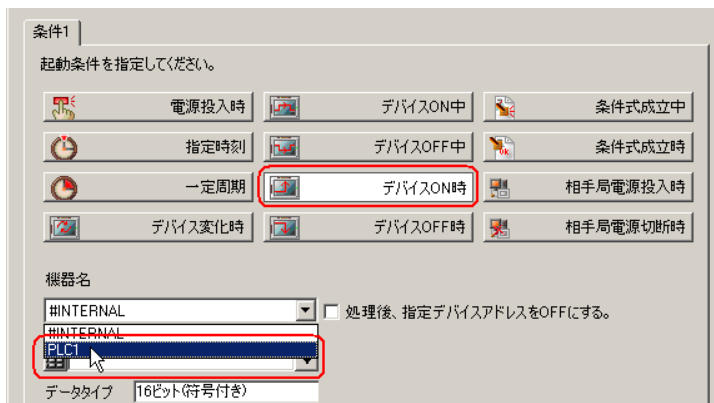 条件1
起動条件を指定してください。
電源投入時 デバイスON中 条件式成立中
指定時刻 デバイスOFF中 条件式成立時
一定周期 デバイスON時 相手局電源投入時
デバイス変化時 デバイスOFF時 相手局電源切断時
機器名
#INTERNAL 処理後、指定デバイスアドレスをOFFにする。
#INTERNAL
PLC1
データタイプ 16ビット(符号付き)